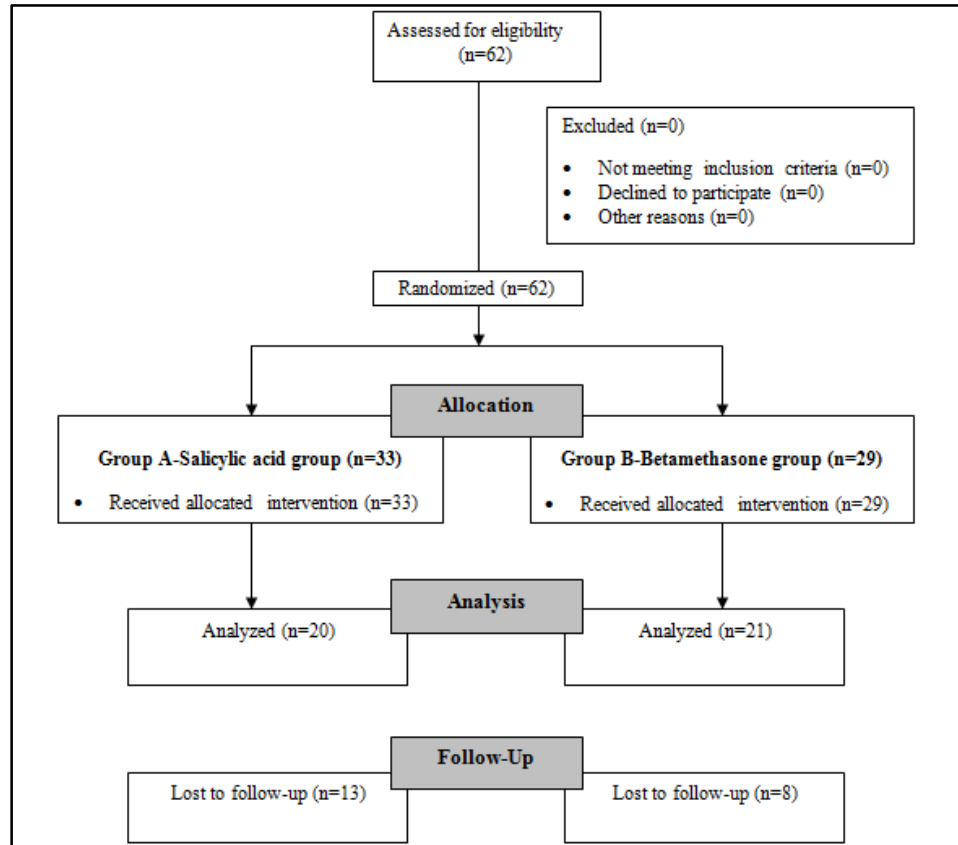 Assessed for eligibility
(n=62)
Excluded (n=0)
• Not meeting inclusion criteria (n=0)
• Declined to participate (n=0)
• Other reasons (n=0)
Randomized (n=62)
Allocation
Group A-Salicylic acid group (n=33)
• Received allocated intervention (n=33)
Group B-Betamethasone group (n=29)
• Received allocated intervention (n=29)
Analysis
Analyzed (n=20)
Analyzed (n=21)
Follow-Up
Lost to follow-up (n=13)
Lost to follow-up (n=8)